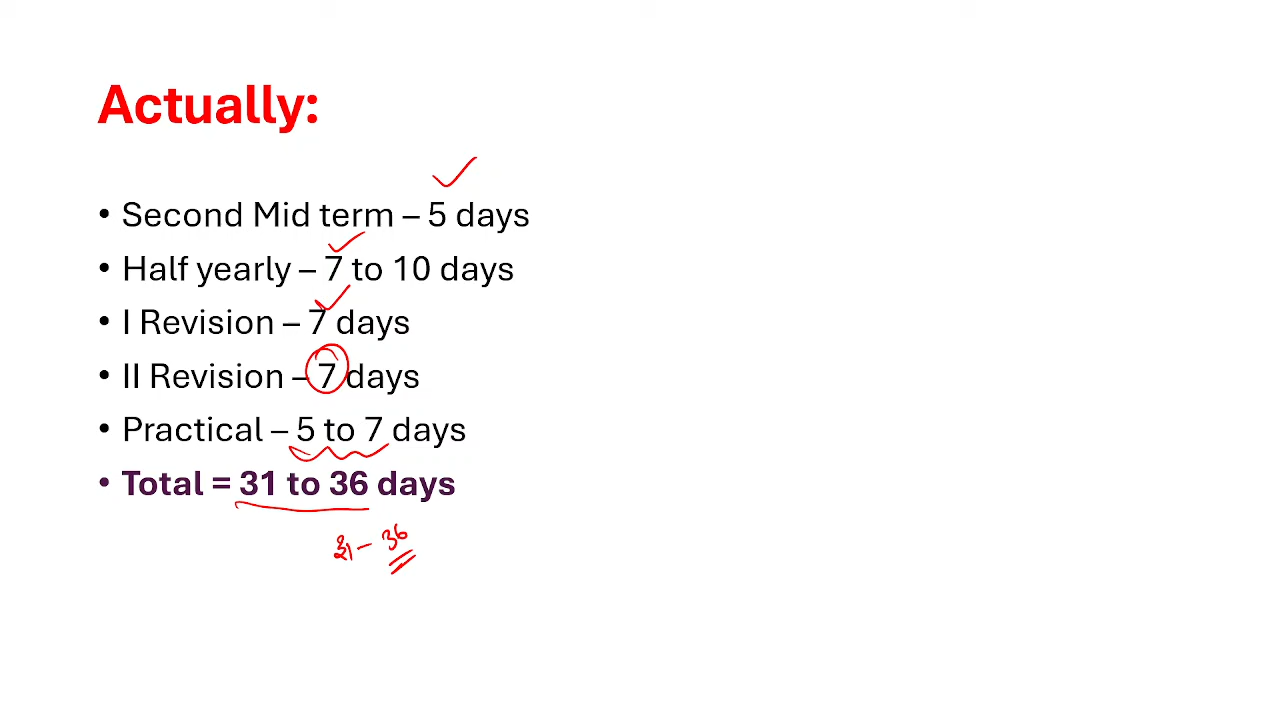 Actually:
• Second Mid term – 5 days
• Half yearly – 7 to 10 days
• I Revision – 7 days
• II Revision – 7 days
• Practical – 5 to 7 days
• Total = 31 to 36 days
31 – 36